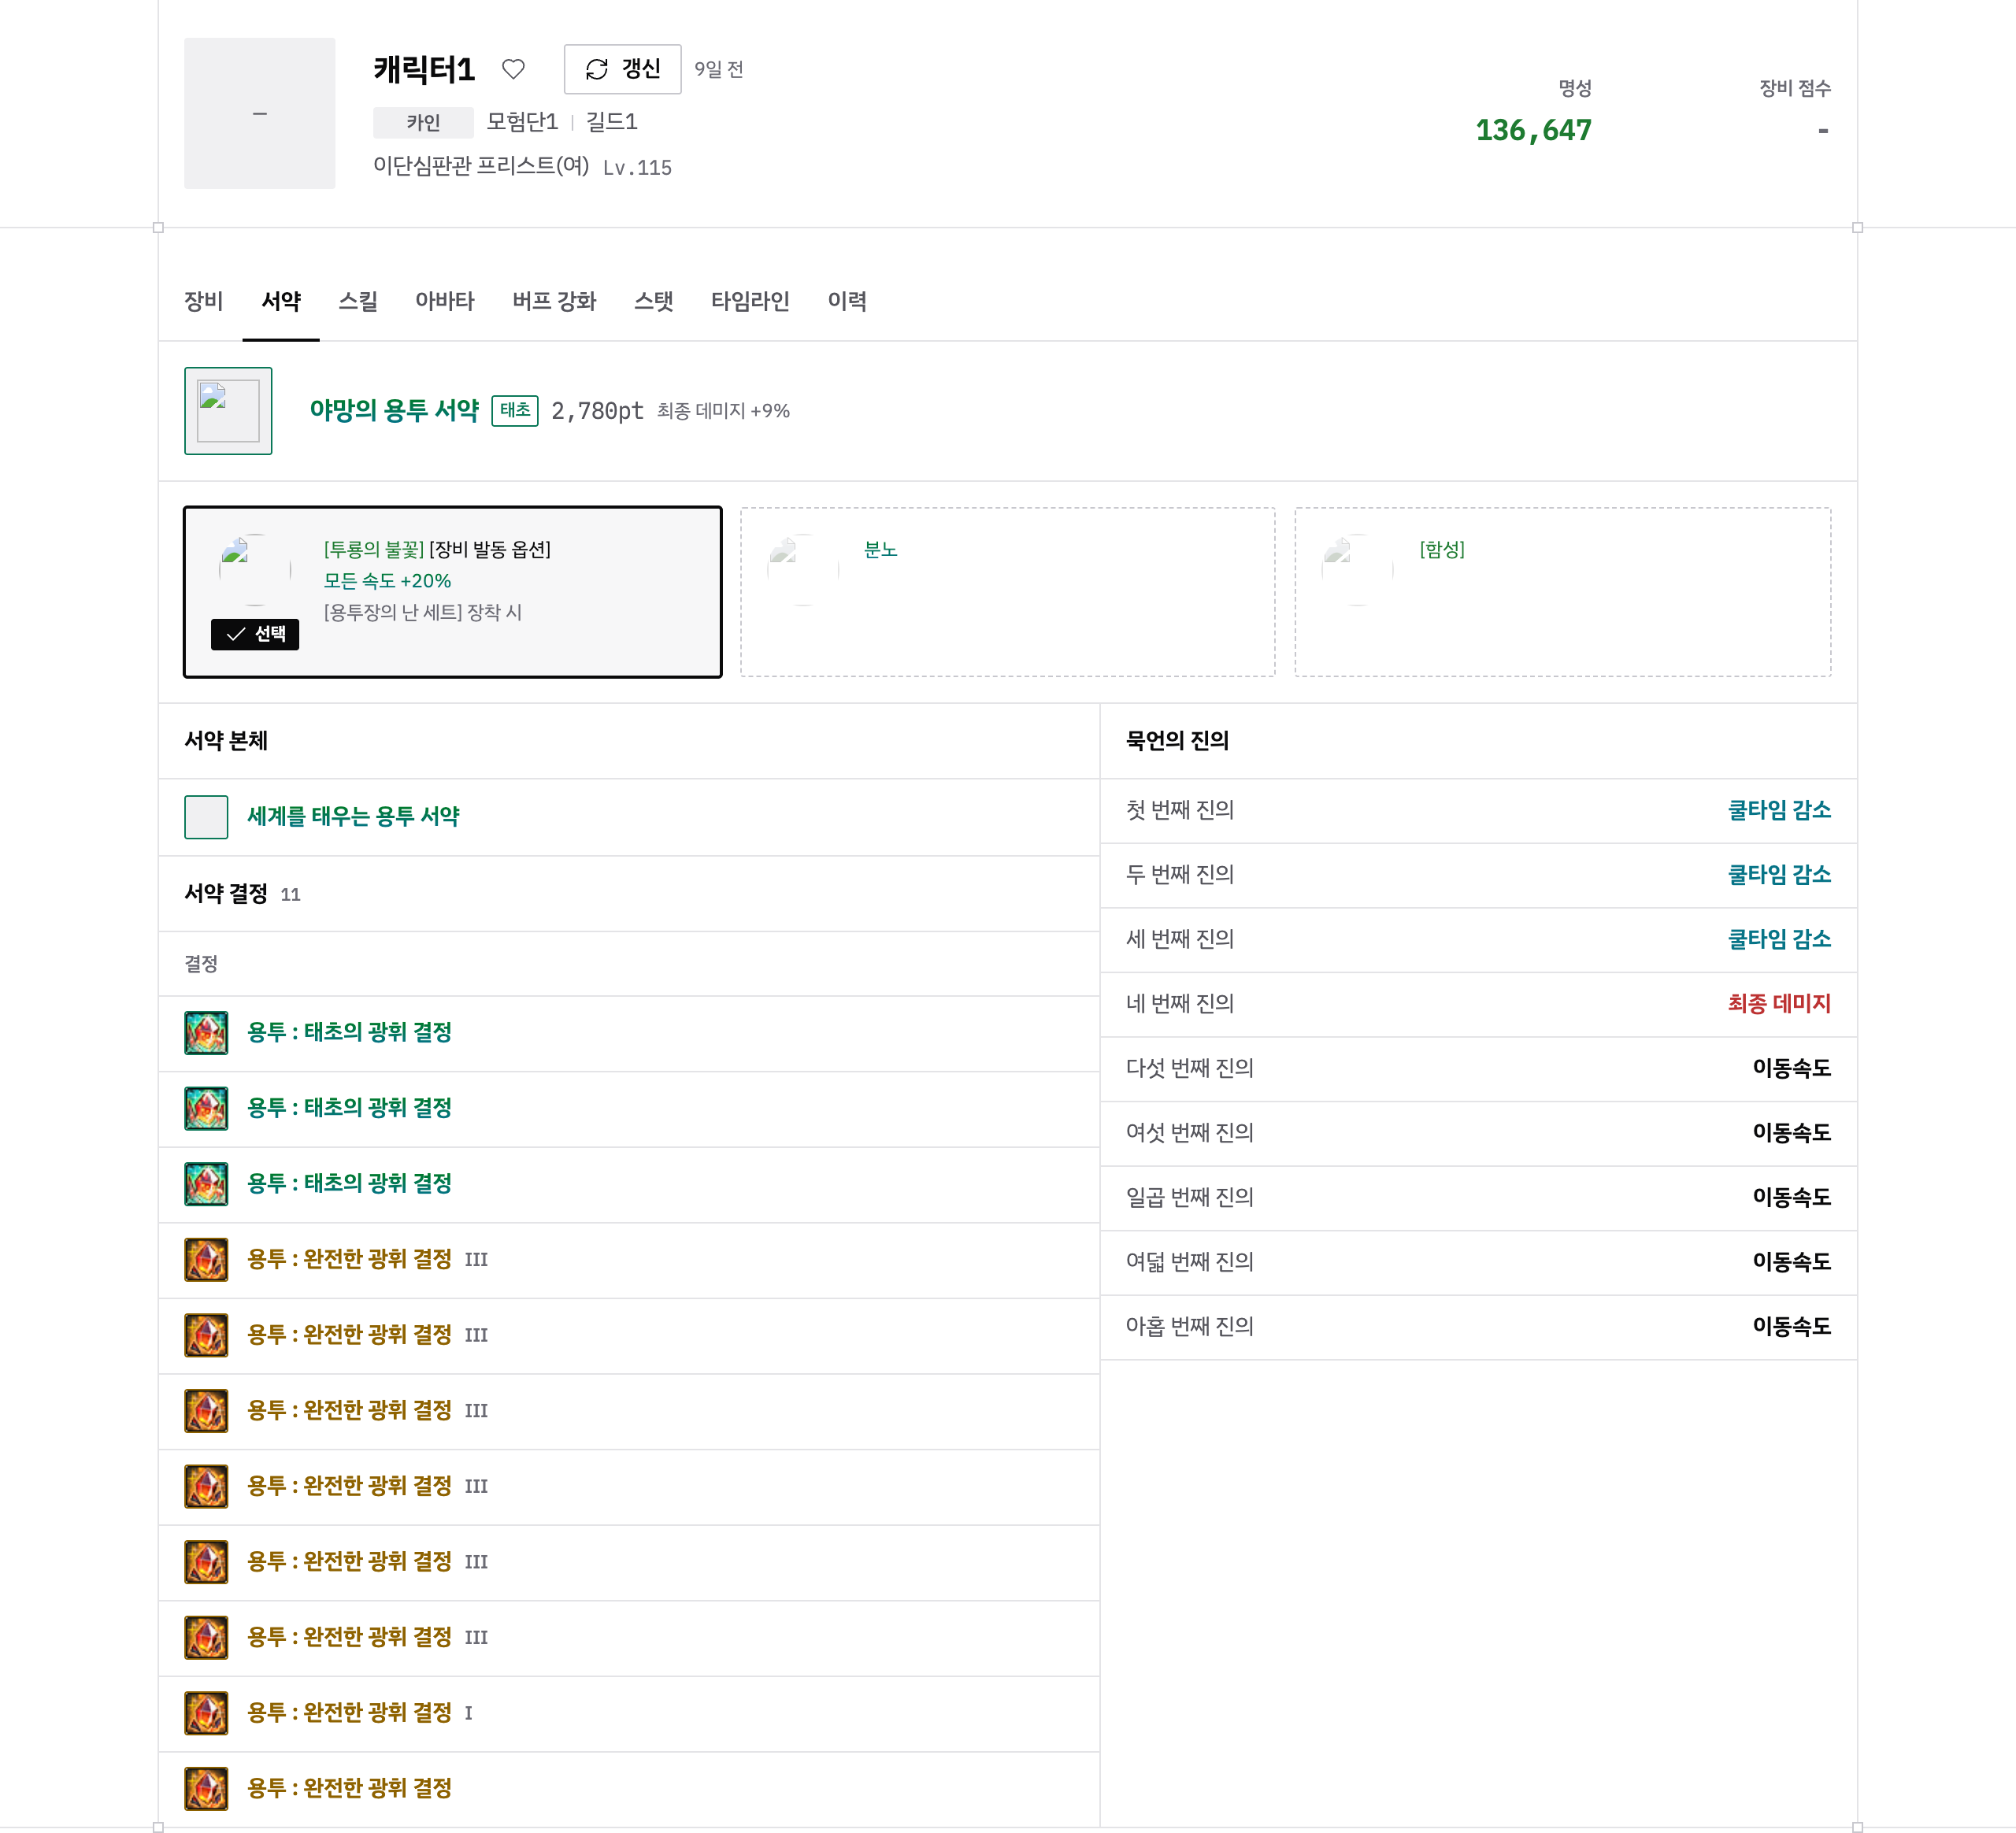 –
캐릭터1
갱신
9일 전
카인
모험단1 | 길드1
이단심판관 프리스트(여) Lv.115
명성
136,647
장비 점수
-
장비 서약 스킬 아바타 버프 강화 스탯 타임라인 이력
야망의 용투 서약 태초 2,780pt 최종 데미지 +9%
[투룡의 불꽃] [장비 발동 옵션]
모든 속도 +20%
[용투장의 난 세트] 장착 시
선택
분노
[함성]
서약 본체
세계를 태우는 용투 서약
서약 결정 11
결정
용투 : 태초의 광휘 결정
용투 : 태초의 광휘 결정
용투 : 태초의 광휘 결정
용투 : 완전한 광휘 결정 III
용투 : 완전한 광휘 결정 III
용투 : 완전한 광휘 결정 III
용투 : 완전한 광휘 결정 III
용투 : 완전한 광휘 결정 III
용투 : 완전한 광휘 결정 III
용투 : 완전한 광휘 결정 I
용투 : 완전한 광휘 결정
묵언의 진의
첫 번째 진의 쿨타임 감소
두 번째 진의 쿨타임 감소
세 번째 진의 쿨타임 감소
네 번째 진의 최종 데미지
다섯 번째 진의 이동속도
여섯 번째 진의 이동속도
일곱 번째 진의 이동속도
여덟 번째 진의 이동속도
아홉 번째 진의 이동속도